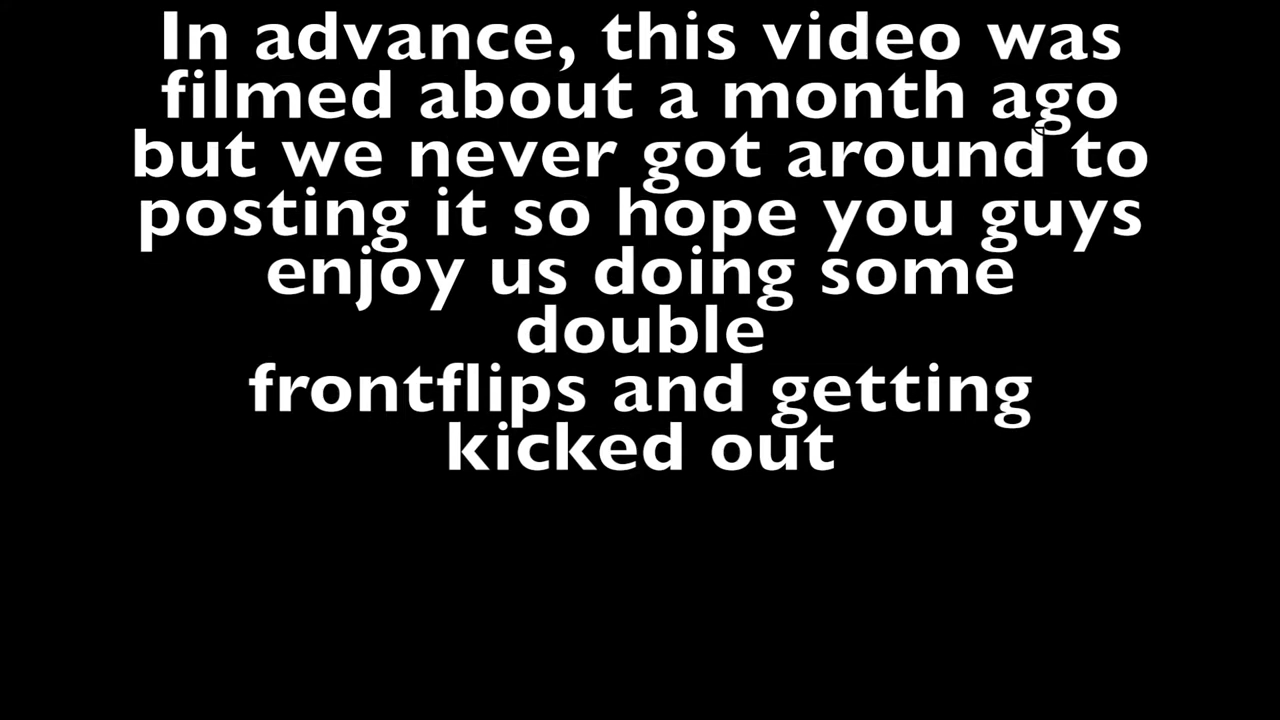 In advance, this video was
filmed about a month ago
but we never got around to
posting it so hope you guys
enjoy us doing some
double
frontflips and getting
kicked out